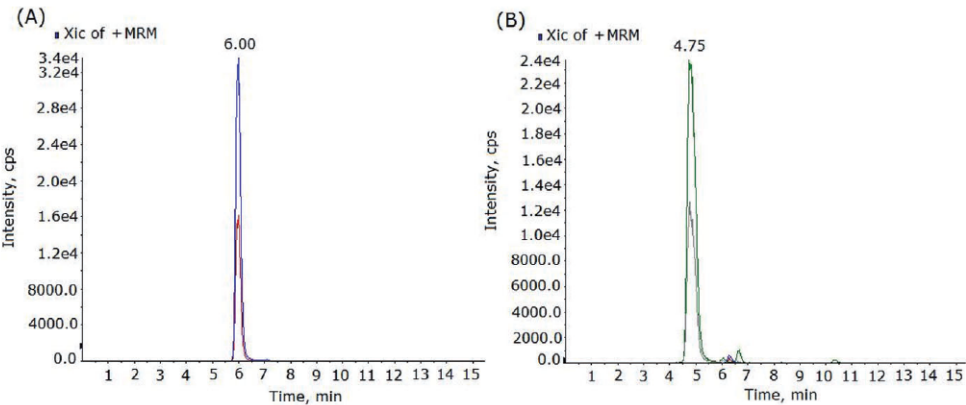 (A)
Xic of +MRM
6.00
3.4e4
3.2e4
2.8e4
2.4e4
2.0e4
1.6e4
1.2e4
8000.0
4000.0
0.0
Intensity, cps
1 2 3 4 5 6 7 8 9 10 11 12 13 14 15
Time, min
(B)
Xic of +MRM
4.75
2.4e4
2.2e4
2.0e4
1.8e4
1.6e4
1.4e4
1.2e4
1.0e4
8000.0
6000.0
4000.0
2000.0
0.0
Intensity, cps
1 2 3 4 5 6 7 8 9 10 11 12 13 14 15
Time, min